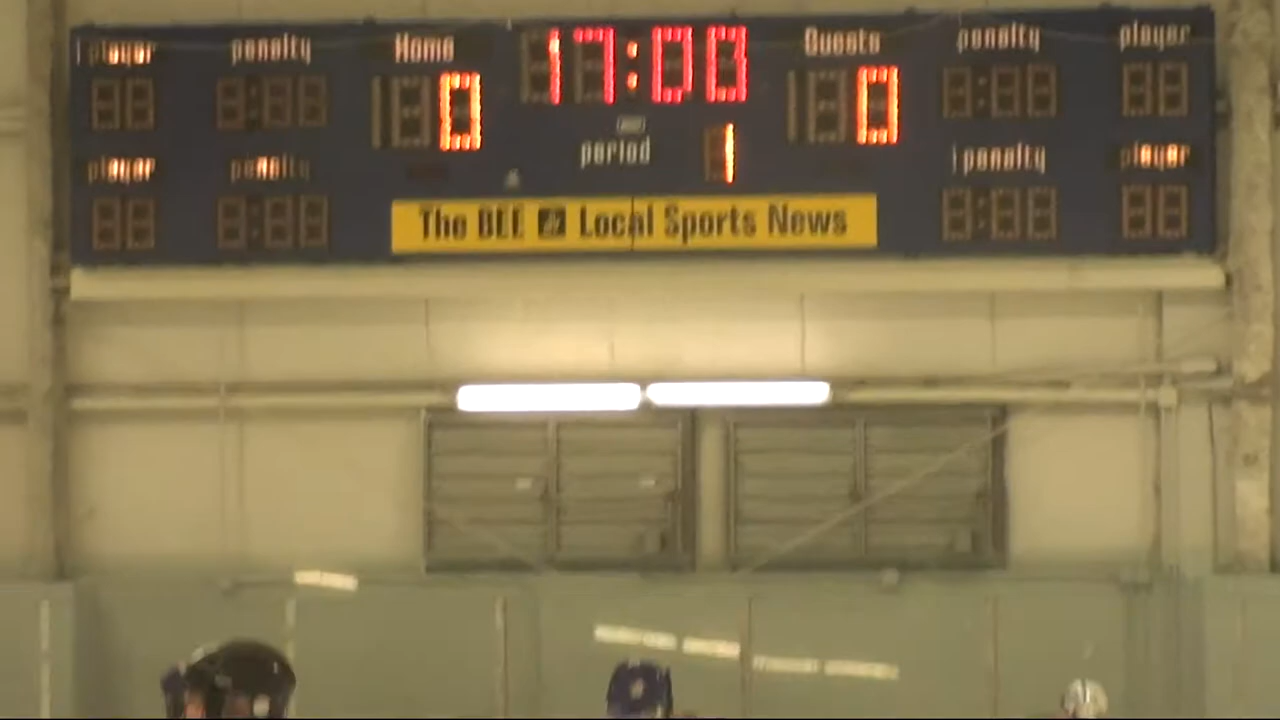 player penalty Home 17:00 Guests penalty player
0 0
period 1
player penalty penalty player
The BEE Local Sports News